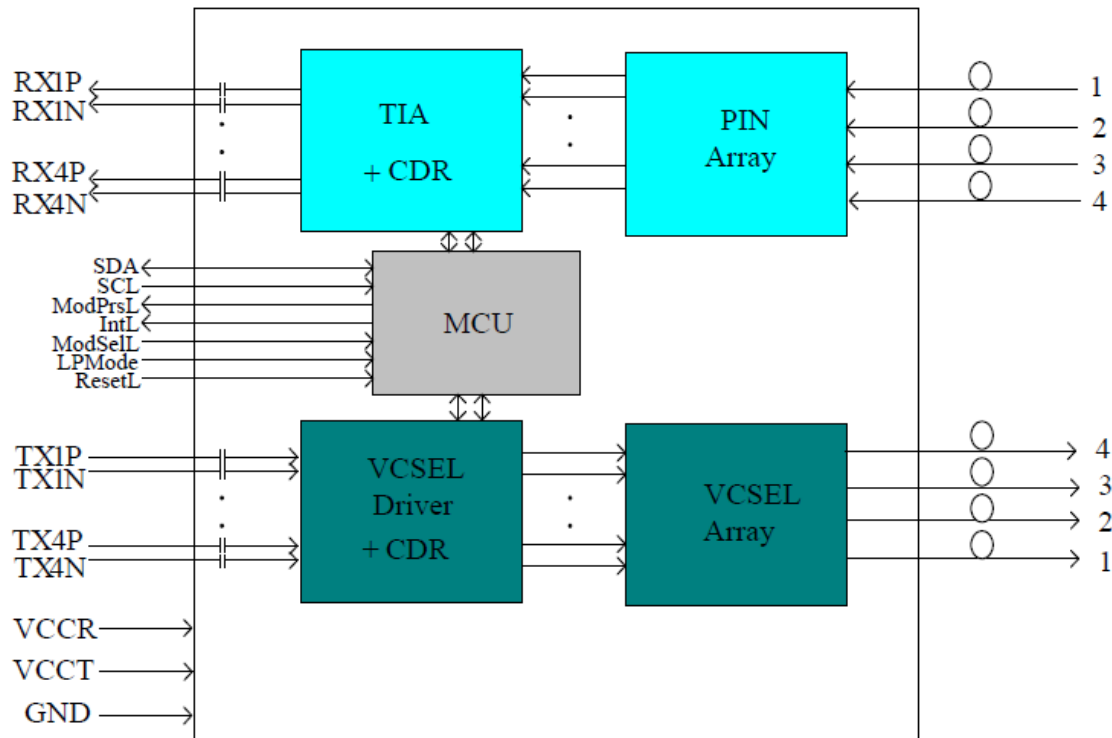 RX1P
RX1N
RX4P
RX4N
TIA
+ CDR
PIN
Array
1
2
3
4
SDA
SCL
ModPrsL
IntL
ModSelL
LPMode
ResetL
MCU
TX1P
TX1N
TX4P
TX4N
VCSEL
Driver
+ CDR
VCSEL
Array
4
3
2
1
VCCR
VCCT
GND